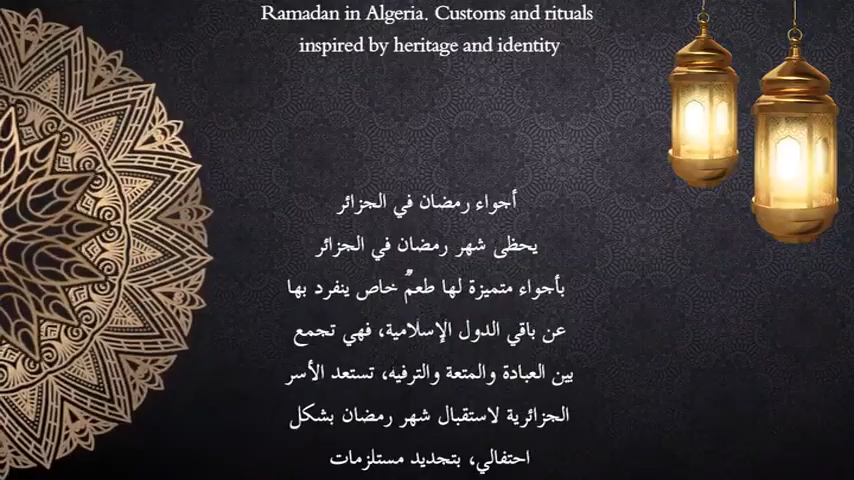 Ramadan in Algeria. Customs and rituals
inspired by heritage and identity
أجواء رمضان في الجزائر
يحظى شهر رمضان في الجزائر
بأجواء متميزة لها طعمٌ خاص ينفرد بها
عن باقي الدول الإسلامية، فهي تجمع
بين العبادة والمتعة والترفيه، تستعد الأسر
الجزائرية لاستقبال شهر رمضان بشكل
احتفالي، بتجديد مستلزمات